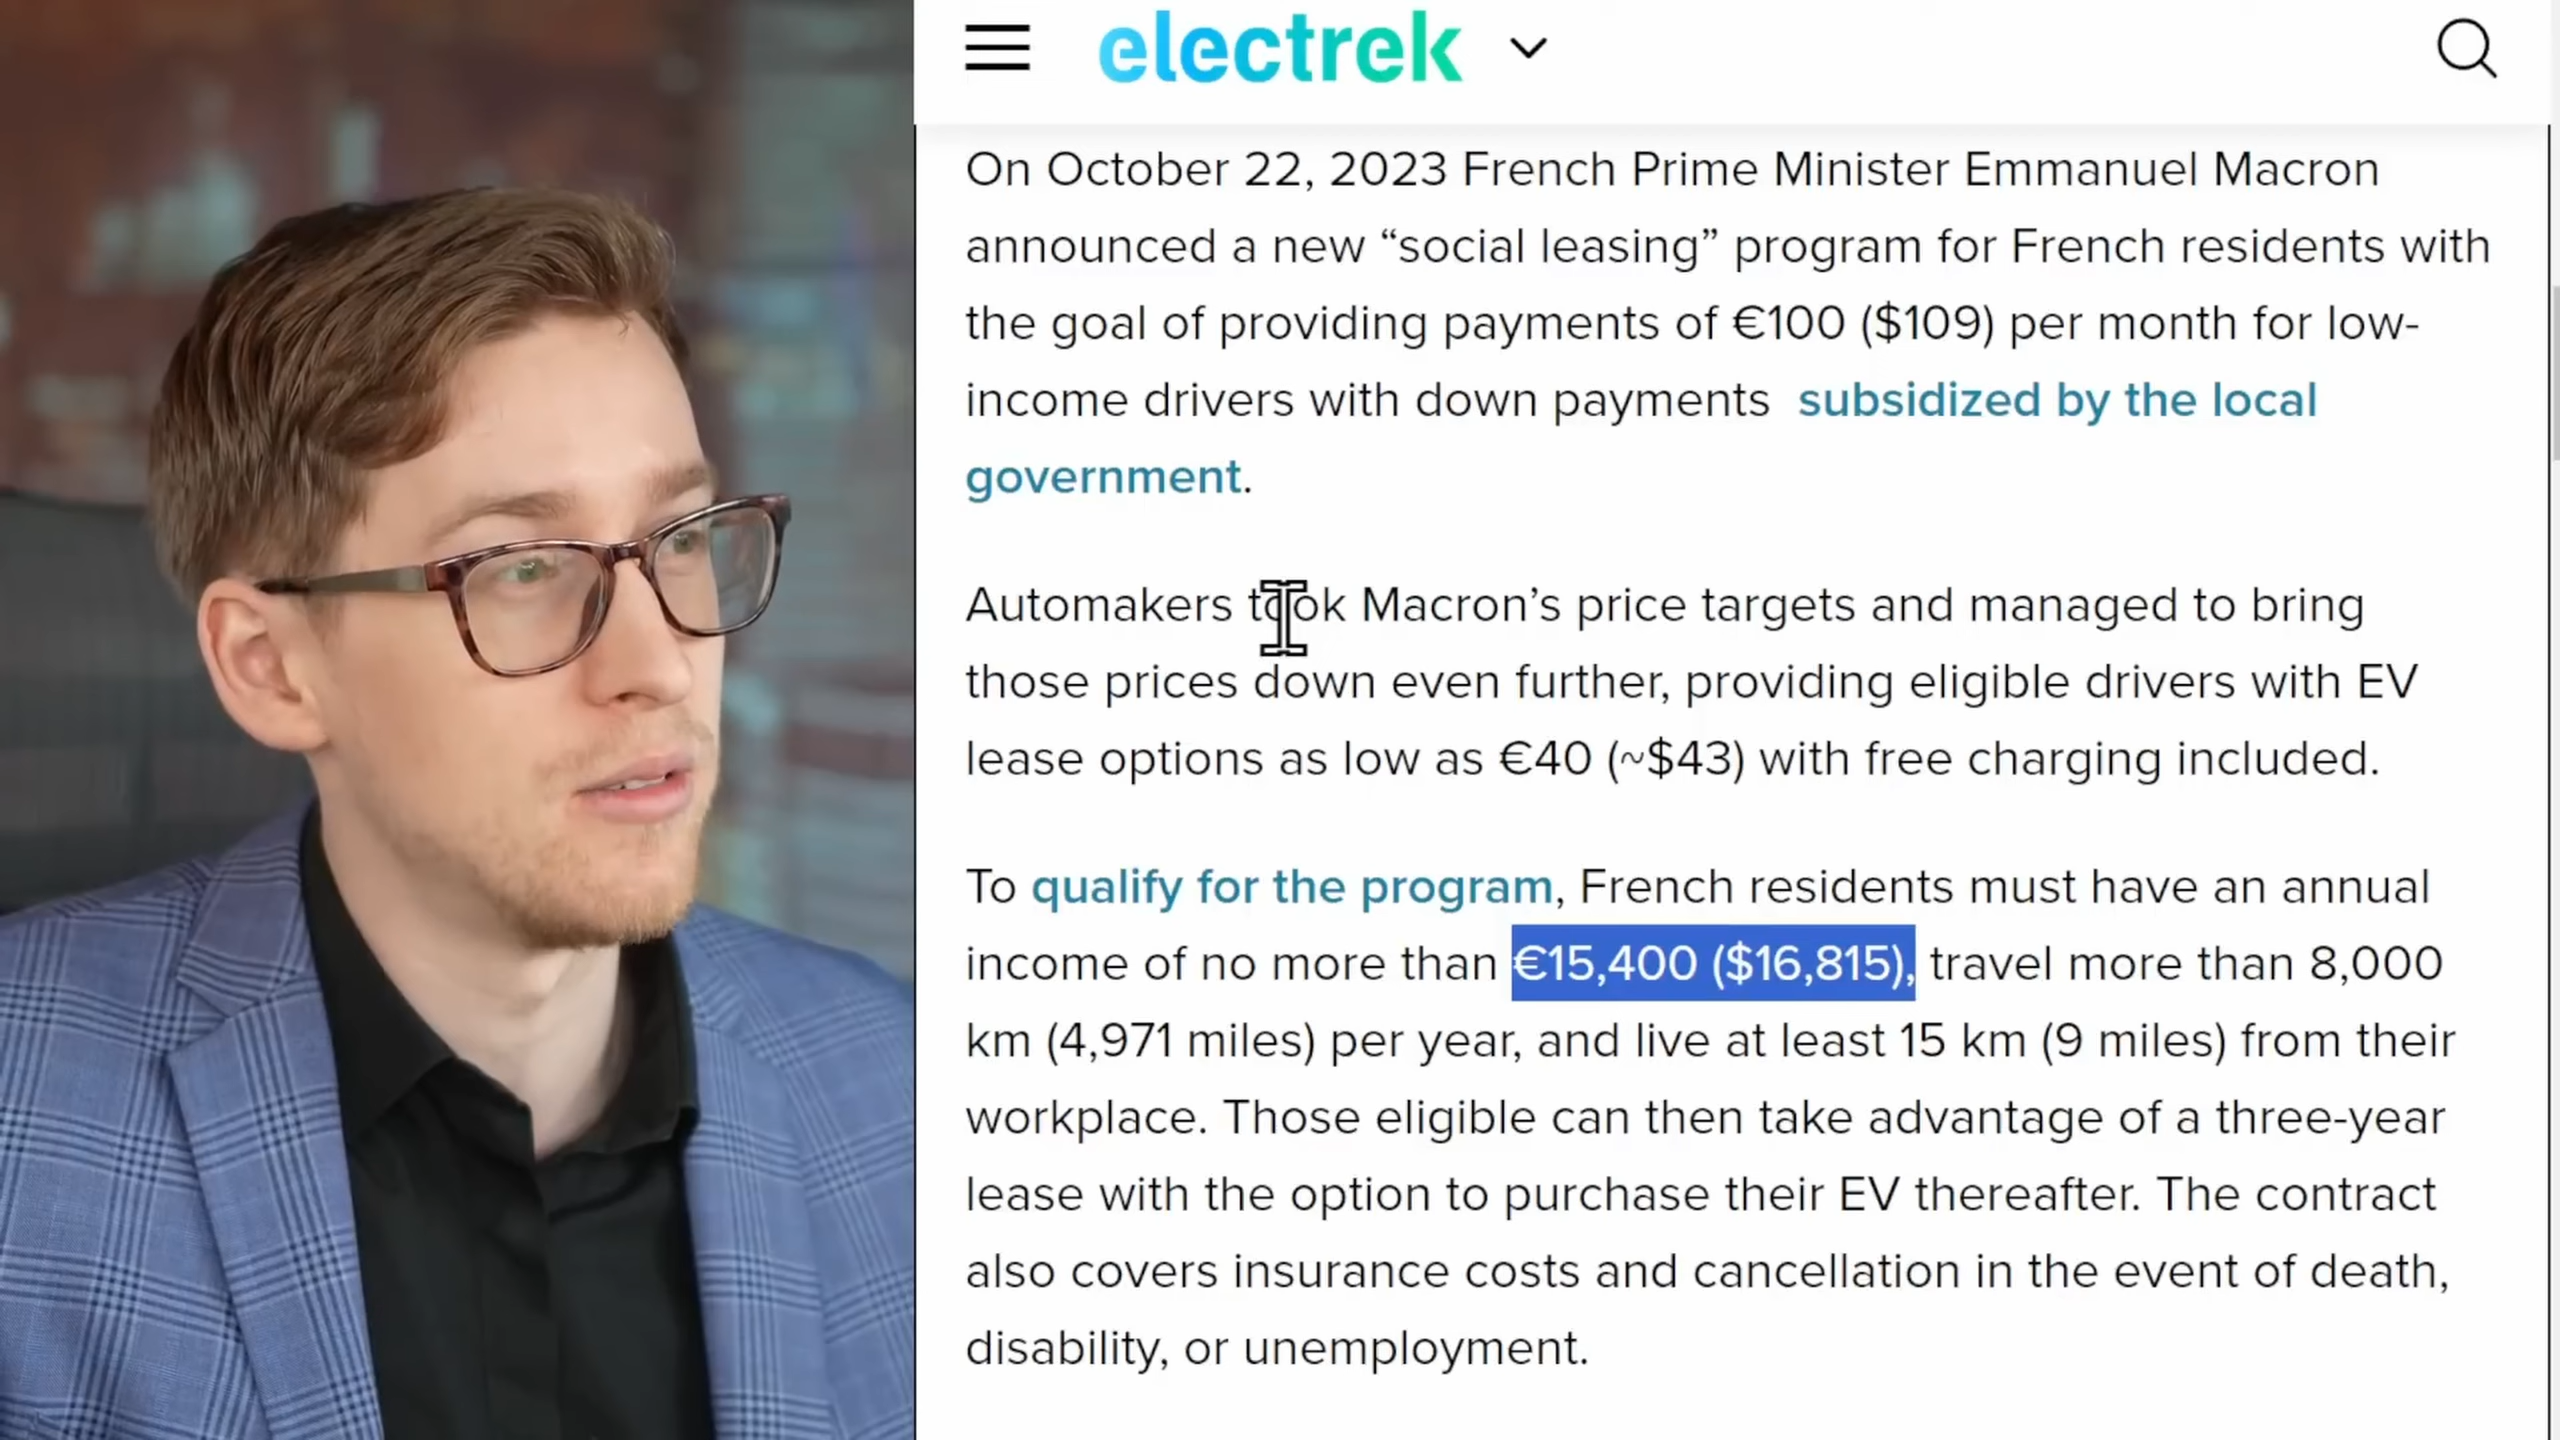 electrek
On October 22, 2023 French Prime Minister Emmanuel Macron
announced a new “social leasing” program for French residents with
the goal of providing payments of €100 ($109) per month for low-
income drivers with down payments subsidized by the local
government.
Automakers took Macron’s price targets and managed to bring
those prices down even further, providing eligible drivers with EV
lease options as low as €40 (~$43) with free charging included.
To qualify for the program, French residents must have an annual
income of no more than €15,400 ($16,815), travel more than 8,000
km (4,971 miles) per year, and live at least 15 km (9 miles) from their
workplace. Those eligible can then take advantage of a three-year
lease with the option to purchase their EV thereafter. The contract
also covers insurance costs and cancellation in the event of death,
disability, or unemployment.